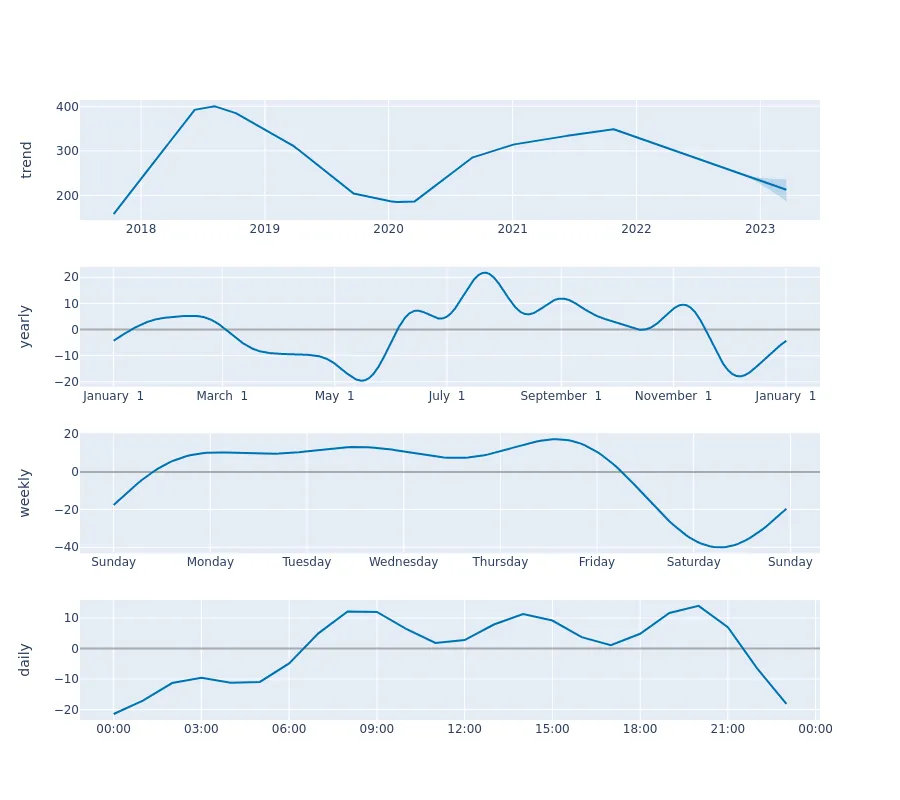 trend
400
300
200
2018 2019 2020 2021 2022 2023
yearly
20
10
0
−10
−20
January 1 March 1 May 1 July 1 September 1 November 1 January 1
weekly
20
0
−20
−40
Sunday Monday Tuesday Wednesday Thursday Friday Saturday Sunday
daily
10
0
−10
−20
00:00 03:00 06:00 09:00 12:00 15:00 18:00 21:00 00:00